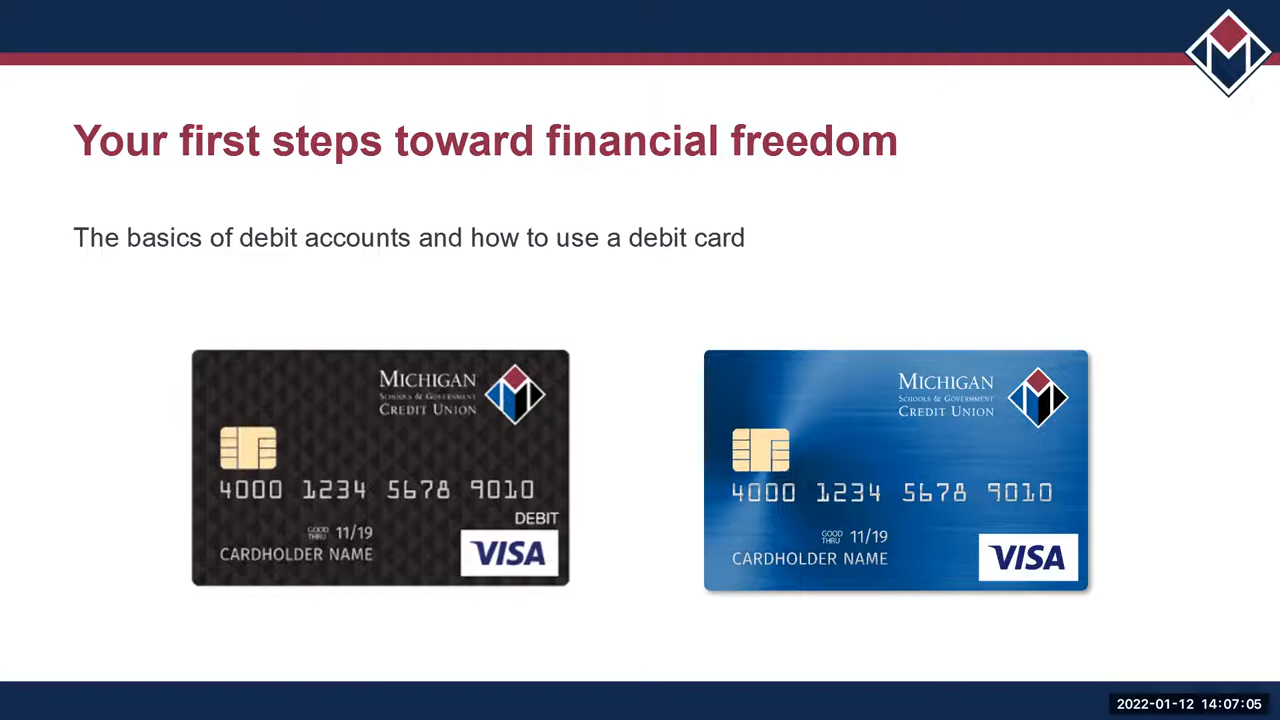 Your first steps toward financial freedom
The basics of debit accounts and how to use a debit card
MICHIGAN
SCHOOLS & GOVERNMENT
CREDIT UNION
4000 1234 5678 9010
DEBIT
GOOD THRU 11/19
CARDHOLDER NAME
VISA
MICHIGAN
SCHOOLS & GOVERNMENT
CREDIT UNION
4000 1234 5678 9010
GOOD THRU 11/19
CARDHOLDER NAME
VISA
2022-01-12 14:07:05